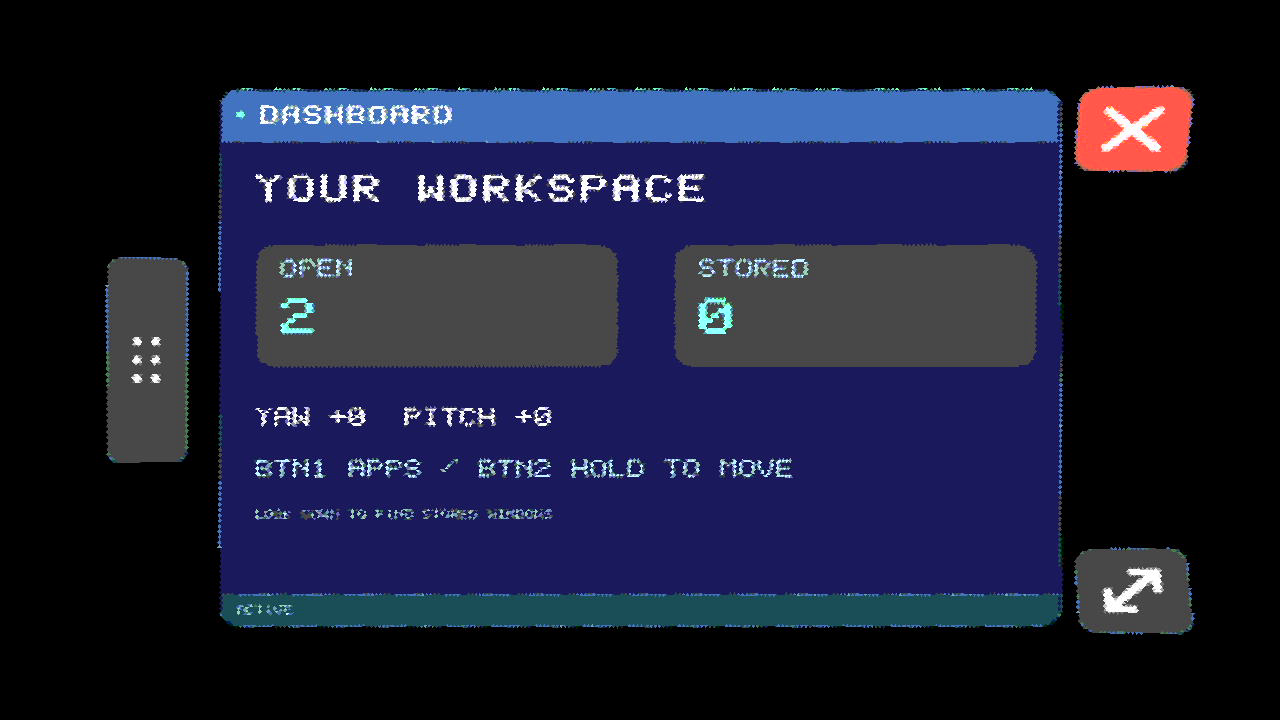 DASHBOARD
YOUR WORKSPACE
OPEN
2
STORED
0
YAW +0 PITCH +0
BTN1 APPS / BTN2 HOLD TO MOVE
LOOK DOWN TO FIND STORED WINDOWS
ACTIVE